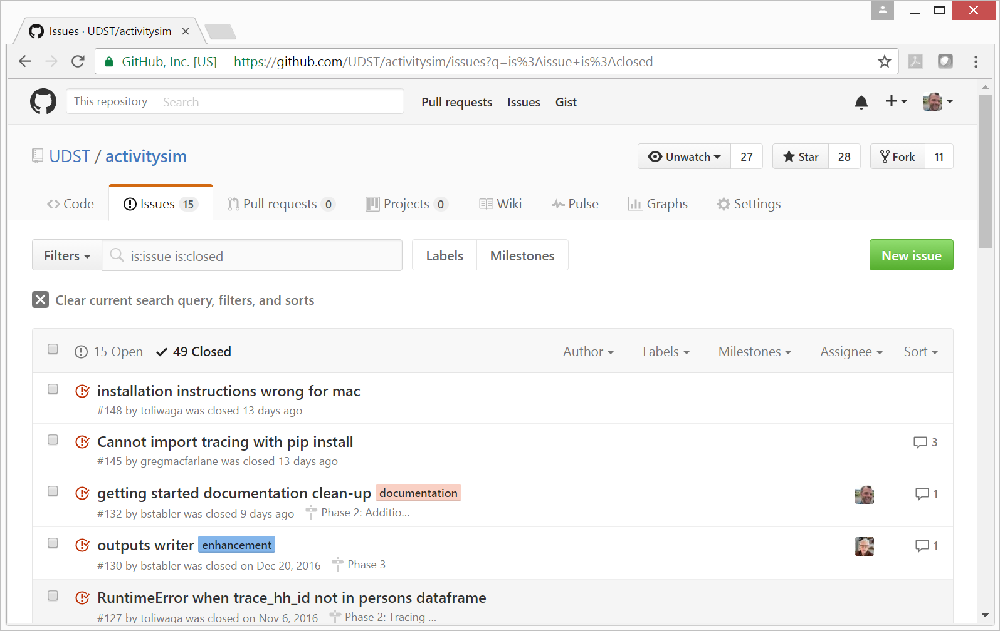 Issues · UDST/activitysim
GitHub, Inc. [US] https://github.com/UDST/activitysim/issues?q=is%3Aissue+is%3Aclosed
This repository Search Pull requests Issues Gist
UDST / activitysim Unwatch 27 Star 28 Fork 11
Code Issues 15 Pull requests 0 Projects 0 Wiki Pulse Graphs Settings
Filters is:issue is:closed Labels Milestones New issue
Clear current search query, filters, and sorts
15 Open 49 Closed Author Labels Milestones Assignee Sort
installation instructions wrong for mac
#148 by toliwaga was closed 13 days ago
Cannot import tracing with pip install 3
#145 by gregmacfarlane was closed 13 days ago
getting started documentation clean-up documentation 1
#132 by bstabler was closed 9 days ago Phase 2: Additio...
outputs writer enhancement 1
#130 by bstabler was closed on Dec 20, 2016 Phase 3
RuntimeError when trace_hh_id not in persons dataframe
#127 by toliwaga was closed on Nov 6, 2016 Phase 2: Tracing ...